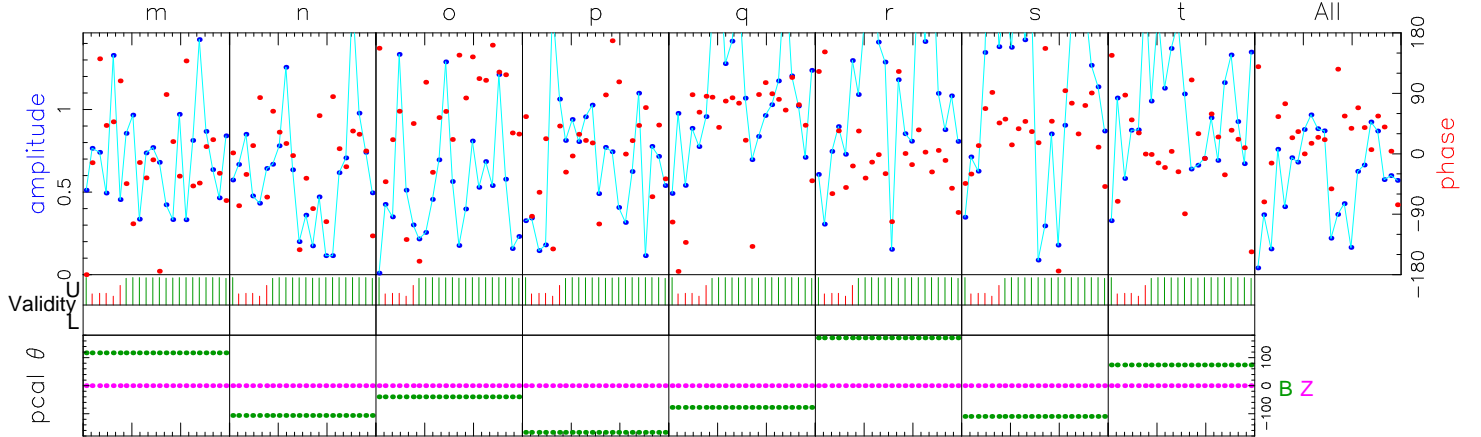 m n o p q r s t All
amplitude
1
0.5
0
180
90
0
−90
−180
phase
U
Validity
L
pcal θ
100
0
−100
B Z